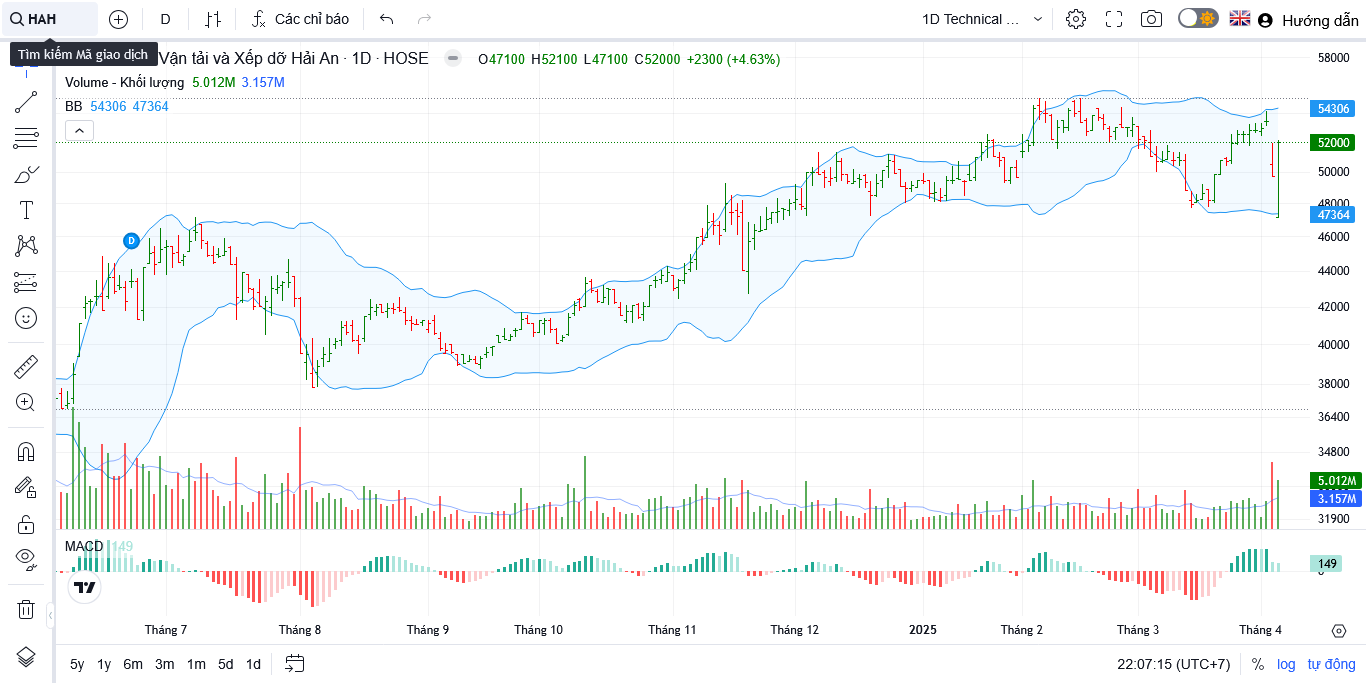 HAH D Các chỉ báo 1D Technical ... Hướng dẫn
Tìm kiếm Mã giao dịch
Vận tải và Xếp dỡ Hải An · 1D · HOSE O47100 H52100 L47100 C52000 +2300 (+4.63%)
Volume - Khối lượng 5.012M 3.157M
BB 54306 47364
58000
54306
52000
50000
48000
47364
46000
44000
42000
40000
38000
36400
34800
5.012M
3.157M
31900
D
MACD 149
149
0
Tháng 7 Tháng 8 Tháng 9 Tháng 10 Tháng 11 Tháng 12 2025 Tháng 2 Tháng 3 Tháng 4
5y 1y 6m 3m 1m 5d 1d 22:07:15 (UTC+7) % log tự động